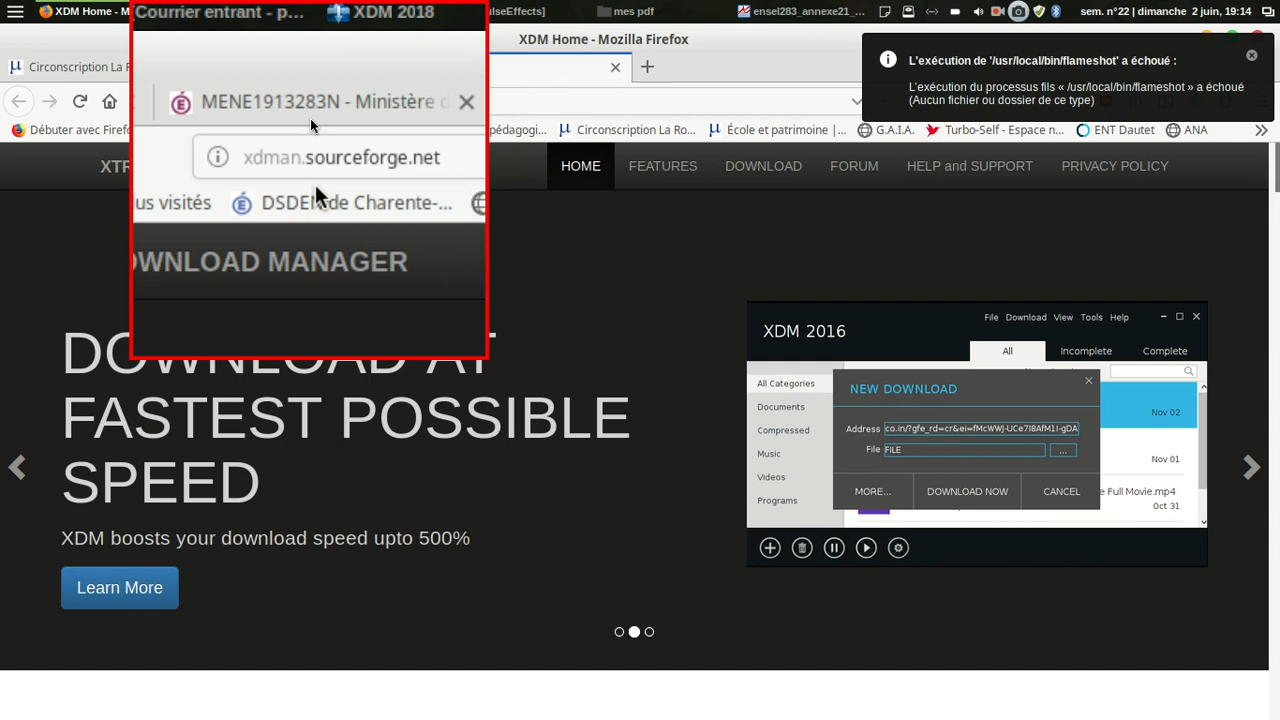 XDM Home - M
Courrier entrant - p...
XDM 2018
ulseEffects]
mes pdf
ensel283_annexe21_...
sem. n°22 | dimanche 2 juin, 19:14
XDM Home - Mozilla Firefox
Circonscription La R
MENE1913283N - Ministère d
L'exécution de '/usr/local/bin/flameshot' a échoué :
L'exécution du processus fils « /usr/local/bin/flameshot » a échoué
(Aucun fichier ou dossier de ce type)
xdman.sourceforge.net
Débuter avec Firef
lus visités
DSDEN de Charente-...
pédagogi...
Circonscription La Ro...
École et patrimoine |...
G.A.I.A.
Turbo-Self - Espace n...
ENT Dautet
ANA
XTR
OWNLOAD MANAGER
HOME
FEATURES
DOWNLOAD
FORUM
HELP and SUPPORT
PRIVACY POLICY
DOWNLOAD AT
FASTEST POSSIBLE
SPEED
XDM boosts your download speed upto 500%
Learn More
XDM 2016
File Download View Tools Help
All Incomplete Complete
All Categories
Documents
Compressed
Music
Videos
Programs
NEW DOWNLOAD
Address co.in/?gfe_rd=cr&ei=fMcWWJ-UCe7I8AfM1I-gDA
File FILE ...
MORE... DOWNLOAD NOW CANCEL
Nov 02
Nov 01
e Full Movie.mp4
Oct 31